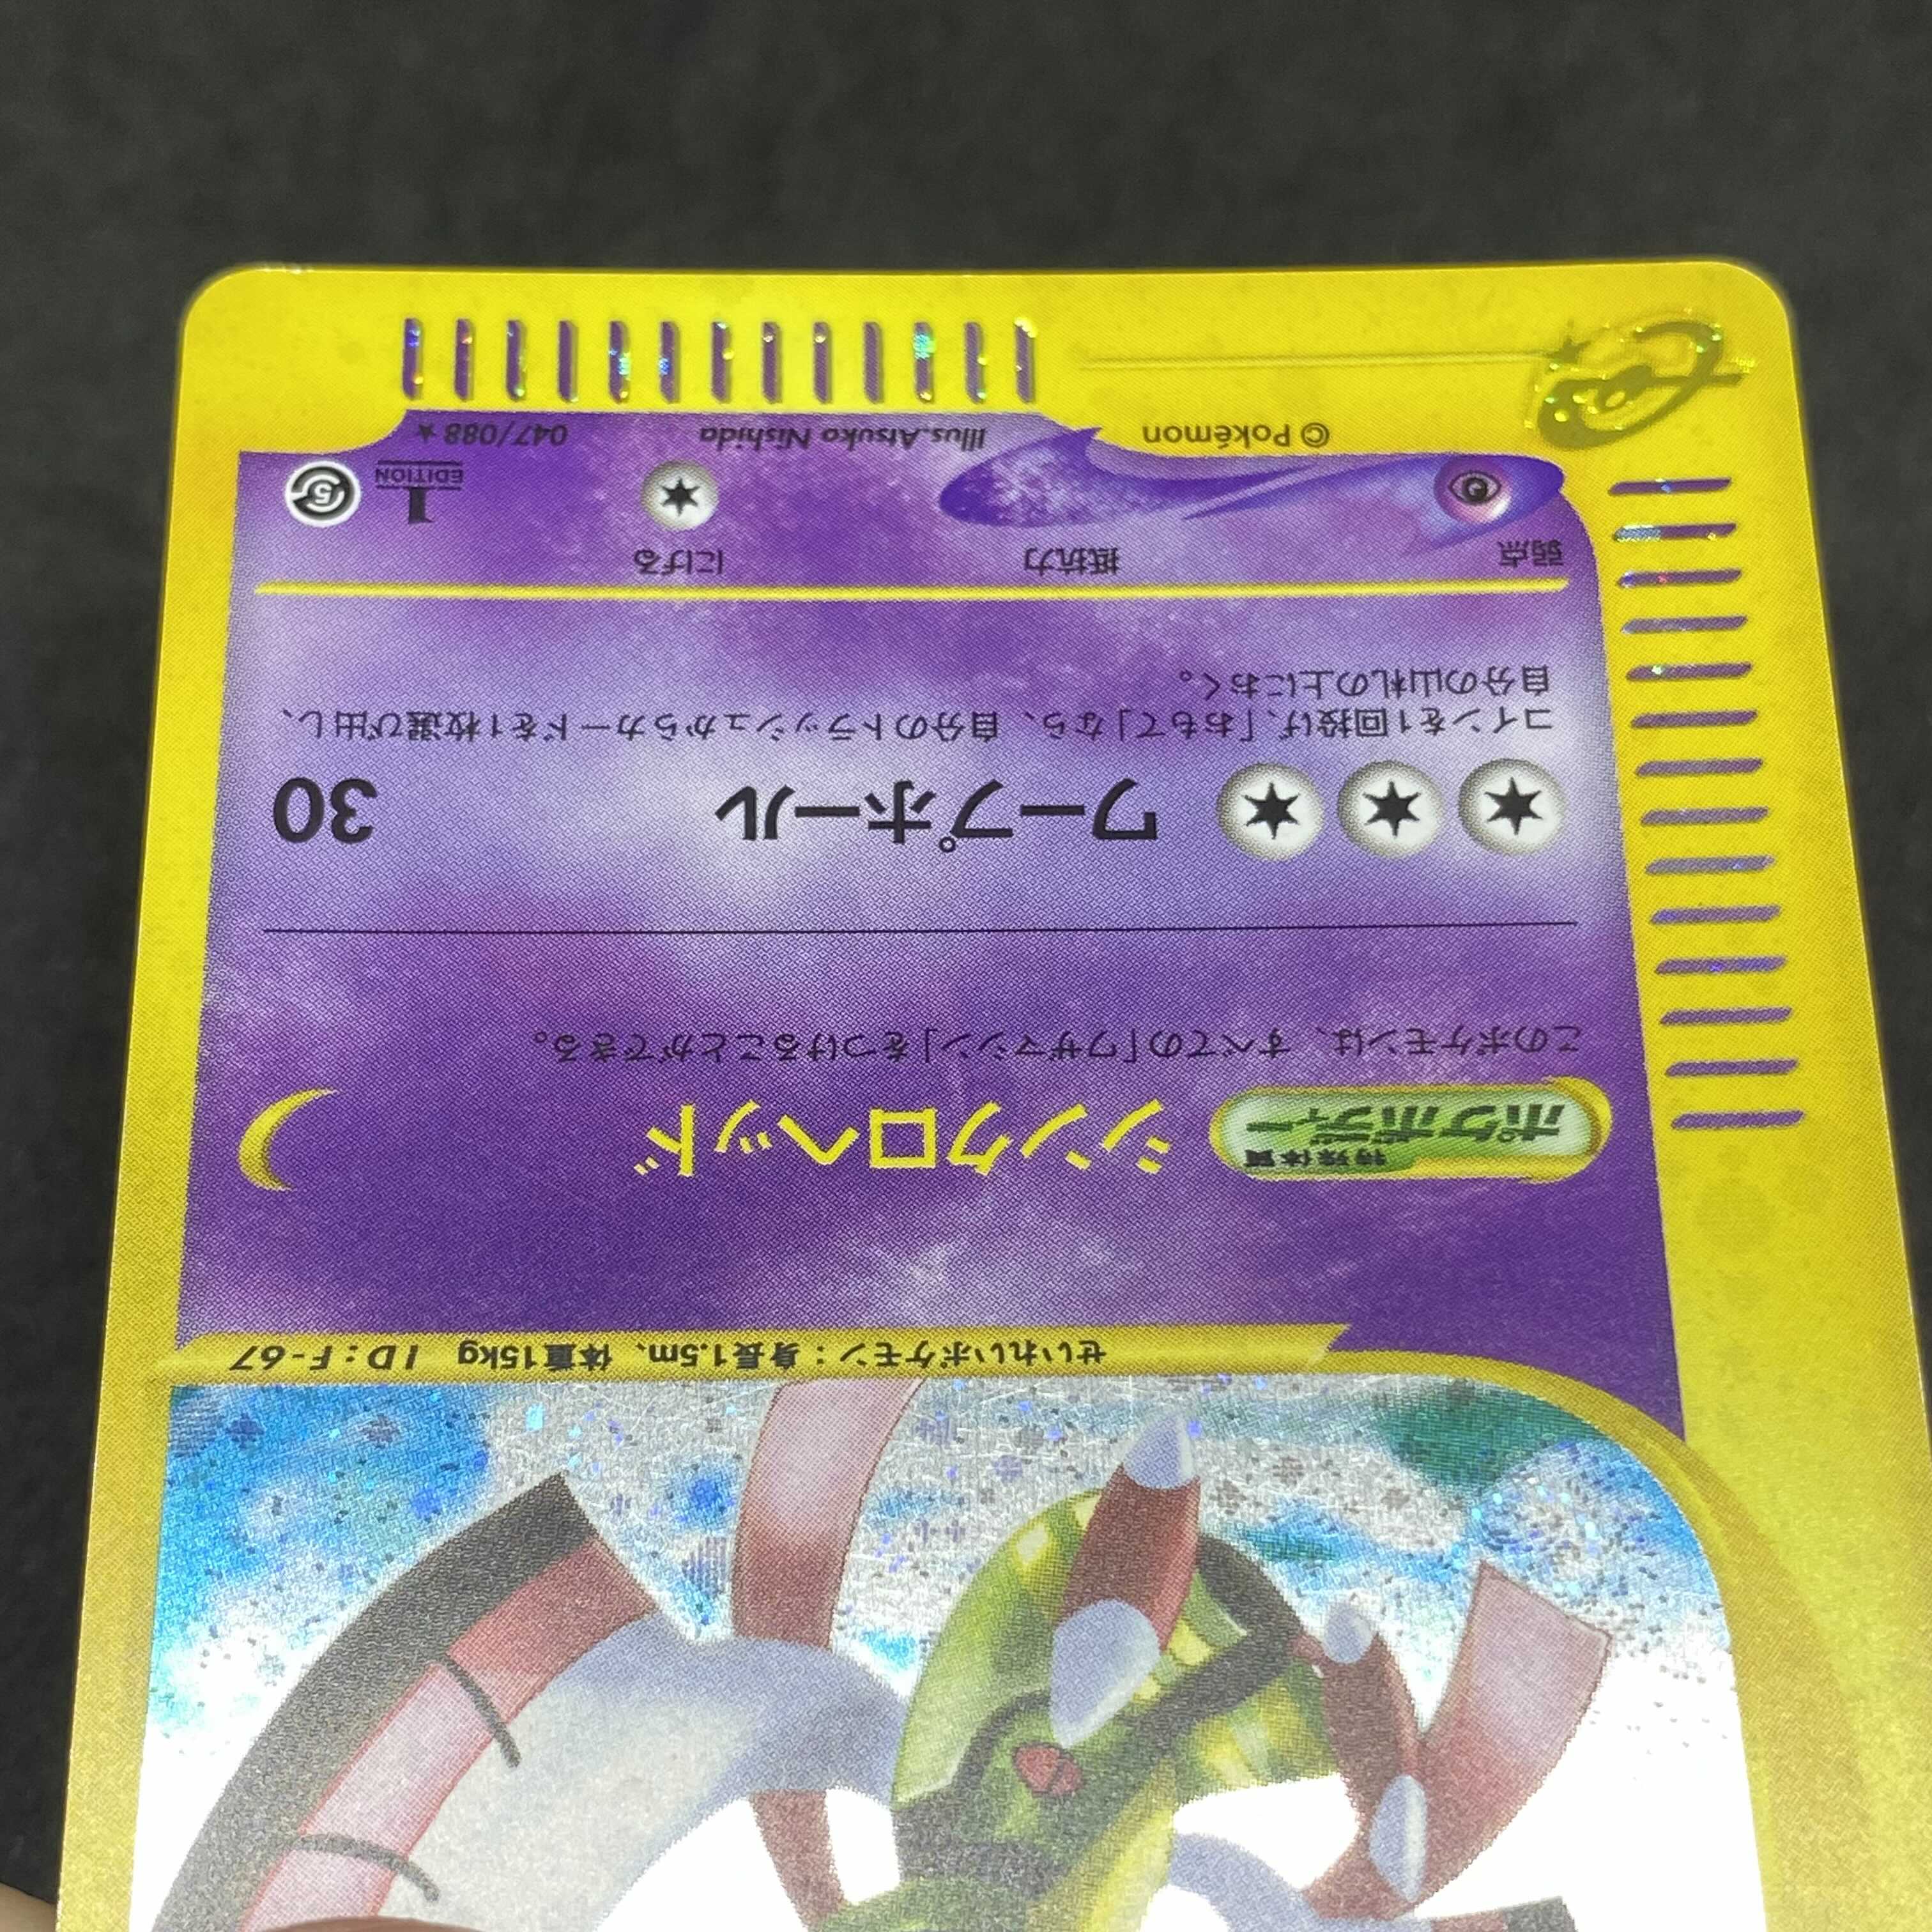 せいれいポケモン：身長1.5m、体重15kg ID:F-67
特殊体質
ポケボディー シンクロヘッド
このポケモンは、すべての「ワザマシン」をつけることができる。
ワープホール 30
コインを1回投げ、「おもて」なら、自分のトラッシュからカードを1枚選び出し、
自分の山札の上におく。
弱点 抵抗力 にげる
1 EDITION
5
©Pokémon Illus.Atsuko Nishida 047/088★